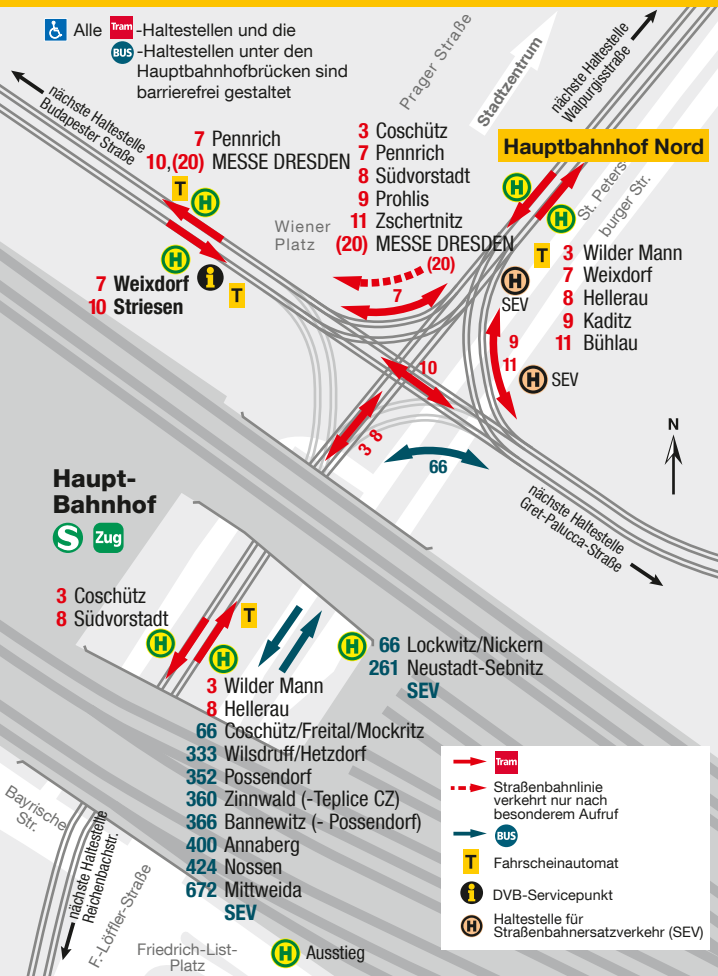 Alle Tram -Haltestellen und die
BUS -Haltestellen unter den
Hauptbahnhofbrücken sind
barrierefrei gestaltet
nächste Haltestelle
Budapester Straße
Prager Straße
Stadtzentrum
nächste Haltestelle
Walpurgisstraße
Hauptbahnhof Nord
7 Pennrich
10,(20) MESSE DRESDEN
T
H
H
i
T
7 Weixdorf
10 Striesen
Wiener
Platz
3 Coschütz
7 Pennrich
8 Südvorstadt
9 Prohlis
11 Zschertnitz
(20) MESSE DRESDEN
(20)
7
H
H
St. Peters-
burger Str.
T
H
SEV
3 Wilder Mann
7 Weixdorf
8 Hellerau
9 Kaditz
11 Bühlau
9
11
H SEV
10
3 8
66
N
nächste Haltestelle
Gret-Palucca-Straße
Haupt-
Bahnhof
S Zug
3 Coschütz
8 Südvorstadt
H
T
H
H
66 Lockwitz/Nickern
261 Neustadt-Sebnitz
SEV
3 Wilder Mann
8 Hellerau
66 Coschütz/Freital/Mockritz
333 Wilsdruff/Hetzdorf
352 Possendorf
360 Zinnwald (-Teplice CZ)
366 Bannewitz (- Possendorf)
400 Annaberg
424 Nossen
672 Mittweida
SEV
Bayrische
Str.
nächste Haltestelle
Reichenbachstr.
F.-Löffler-Straße
Friedrich-List-
Platz
H Ausstieg
Tram
Straßenbahnlinie
verkehrt nur nach
besonderem Aufruf
BUS
T Fahrscheinautomat
i DVB-Servicepunkt
H Haltestelle für
Straßenbahnersatzverkehr (SEV)